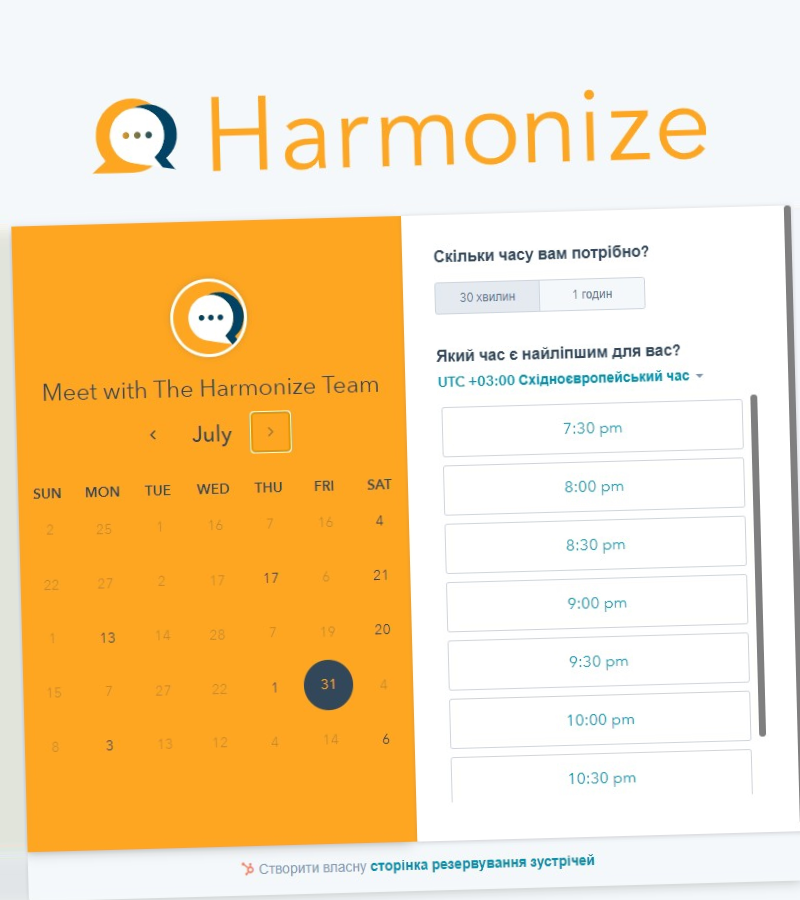 Harmonize
Meet with The Harmonize Team
July
SUN MON TUE WED THU FRI SAT
2 25 1 16 7 16 4
22 27 2 17 17 6 21
1 13 14 28 7 19 20
15 7 27 22 1 31 4
8 3 13 12 4 14 6
Скільки часу вам потрібно?
30 хвилин 1 годин
Який час є найліпшим для вас?
UTC +03:00 Східноєвропейський час
7:30 pm
8:00 pm
8:30 pm
9:00 pm
9:30 pm
10:00 pm
10:30 pm
Створити власну сторінка резервування зустрічей